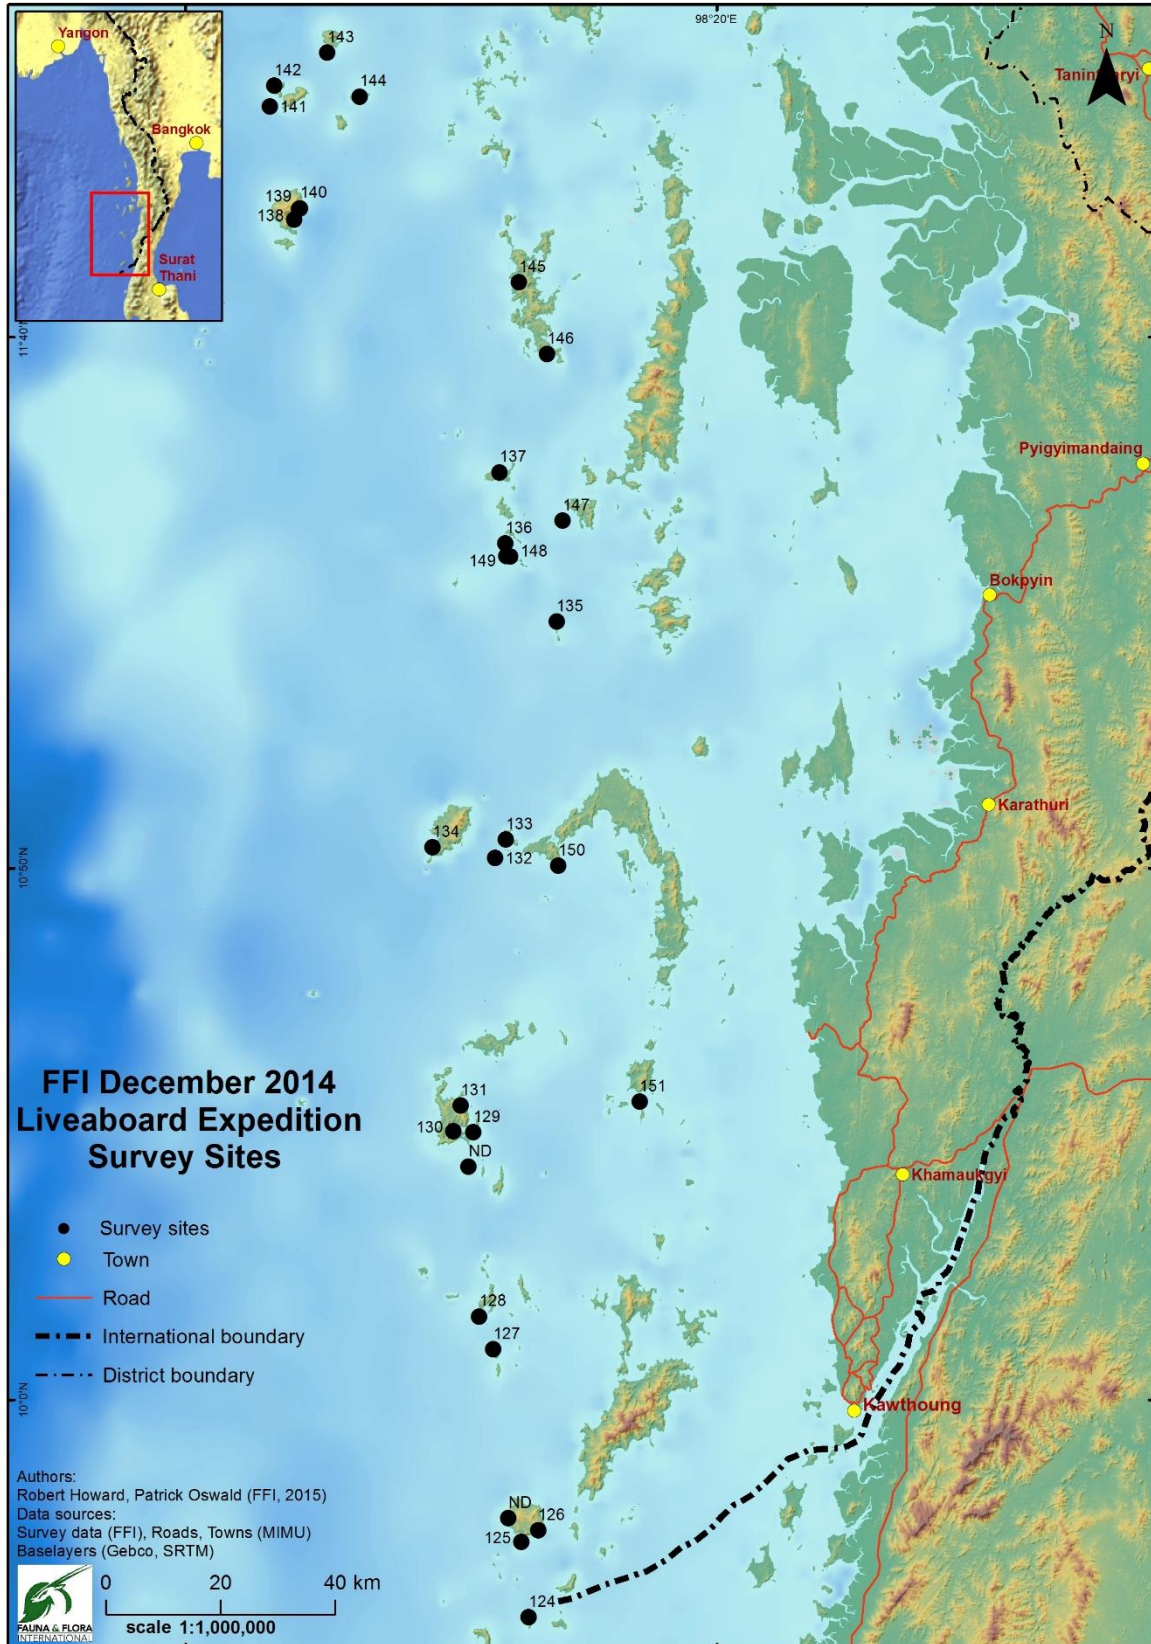 98°20'E
N
Yangon
Bangkok
Surat
Thani
143
142
144
141
139
140
138
145
146
11°40'N
137
147
136
148
149
135
Pyigyimandaing
Bokpyin
Karathuri
133
134
132
150
10°50'N
131
151
130
129
ND
Khamaukgyi
FFI December 2014
Liveaboard Expedition
Survey Sites
Survey sites
Town
Road
International boundary
District boundary
128
127
10°0'N
Kawthoung
ND
126
125
124
Authors:
Robert Howard, Patrick Oswald (FFI, 2015)
Data sources:
Survey data (FFI), Roads, Towns (MIMU)
Baselayers (Gebco, SRTM)
0 20 40 km
scale 1:1,000,000
FAUNA & FLORA
INTERNATIONAL